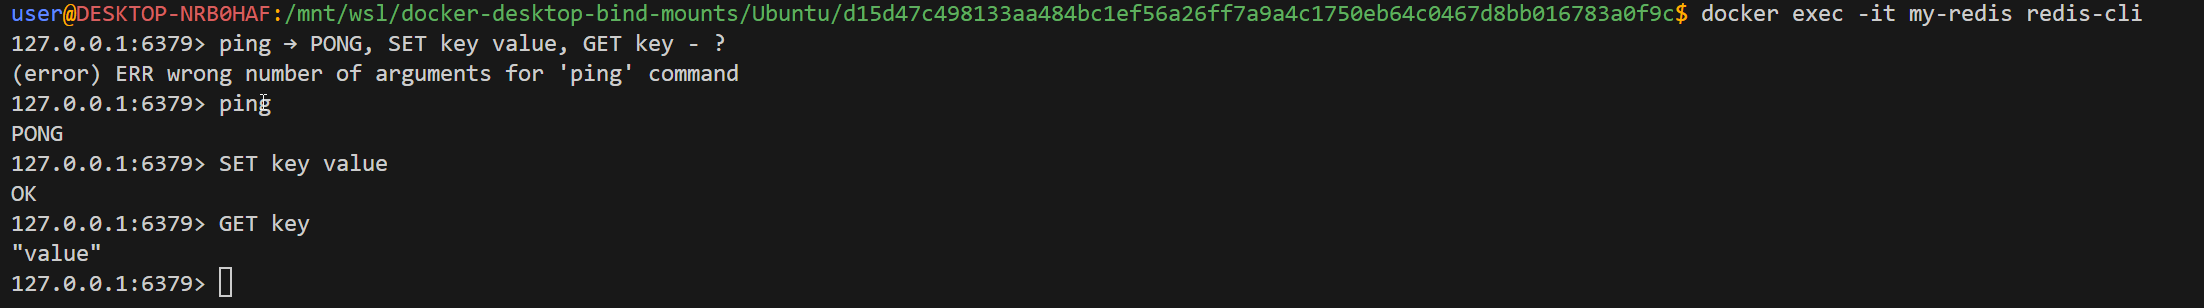 user@DESKTOP-NRB0HAF:/mnt/wsl/docker-desktop-bind-mounts/Ubuntu/d15d47c498133aa484bc1ef56a26ff7a9a4c1750eb64c0467d8bb016783a0f9c$ docker exec -it my-redis redis-cli
127.0.0.1:6379> ping → PONG, SET key value, GET key - ?
(error) ERR wrong number of arguments for 'ping' command
127.0.0.1:6379> ping
PONG
127.0.0.1:6379> SET key value
OK
127.0.0.1:6379> GET key
"value"
127.0.0.1:6379>